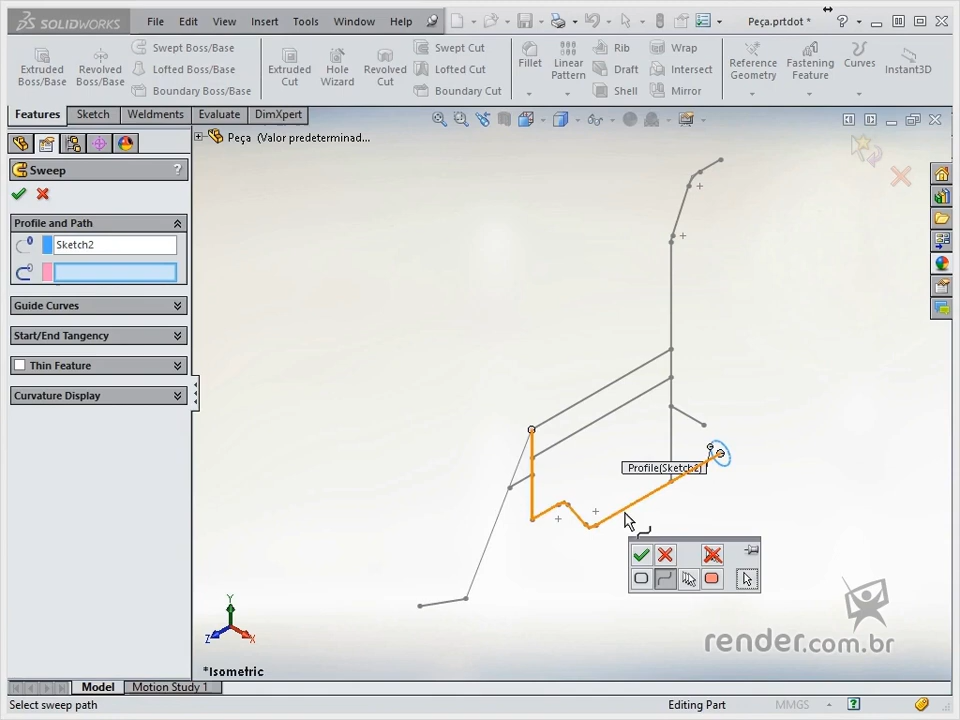 SOLIDWORKS File Edit View Insert Tools Window Help Peça.prtdot * ?
Extruded Boss/Base
Revolved Boss/Base
Swept Boss/Base
Lofted Boss/Base
Boundary Boss/Base
Extruded Cut
Hole Wizard
Revolved Cut
Swept Cut
Lofted Cut
Boundary Cut
Fillet
Linear Pattern
Rib
Draft
Shell
Wrap
Intersect
Mirror
Reference Geometry
Fastening Feature
Curves
Instant3D
Features Sketch Weldments Evaluate DimXpert
Peça (Valor predeterminad...
Sweep ?
Profile and Path
Sketch2
Guide Curves
Start/End Tangency
Thin Feature
Curvature Display
Profile(Sketch2)
Y
Z X
*Isometric
render.com.br
Model Motion Study 1
Select sweep path Editing Part MMGS ?